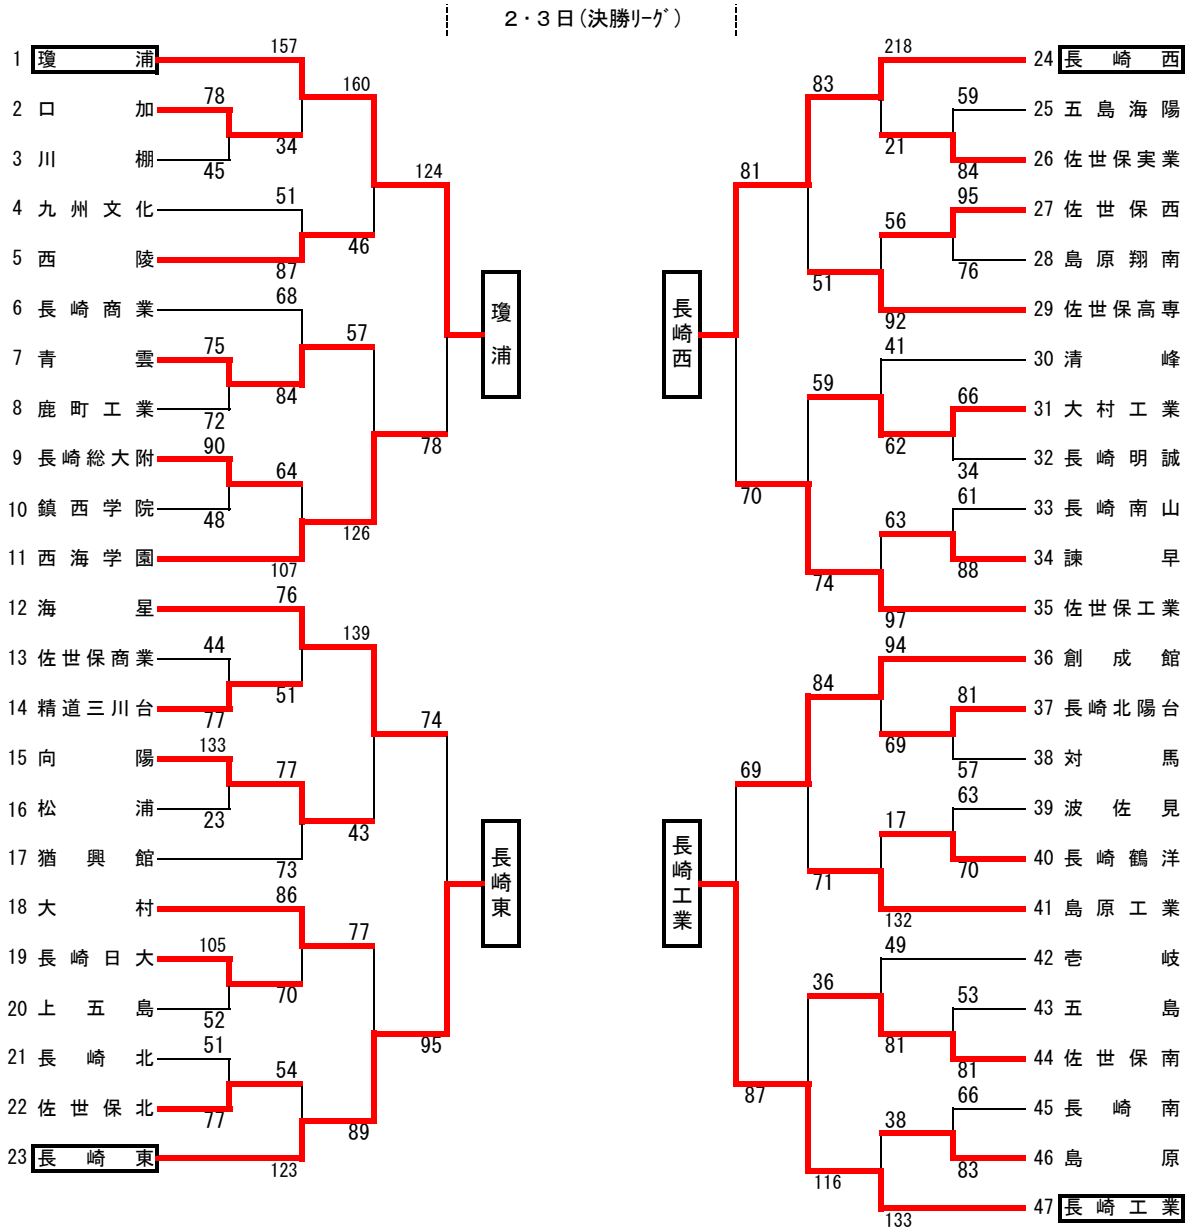 2・3日(決勝ﾘｰｸﾞ)
1 瓊浦
157
2 口加
78
160
3 川棚
45
34
4 九州文化
51
124
5 西陵
87
46
6 長崎商業
68
7 青雲
75
57
8 鹿町工業
72
84
9 長崎総大附
90
64
78
10 鎮西学院
48
126
11 西海学園
107
瓊浦
12 海星
76
13 佐世保商業
44
139
14 精道三川台
77
51
15 向陽
133
77
74
16 松浦
23
43
17 猶興館
73
18 大村
86
19 長崎日大
105
77
20 上五島
52
70
21 長崎北
51
54
95
22 佐世保北
77
89
23 長崎東
123
長崎東
218
24 長崎西
83
59
25 五島海陽
21
84
26 佐世保実業
81
95
27 佐世保西
56
76
28 島原翔南
51
92
29 佐世保高専
長崎西
41
30 清峰
59
66
31 大村工業
62
34
32 長崎明誠
70
61
33 長崎南山
63
88
34 諫早
74
97
35 佐世保工業
94
36 創成館
84
81
37 長崎北陽台
69
57
38 対馬
69
63
39 波佐見
17
70
40 長崎鶴洋
71
132
41 島原工業
長崎工業
49
42 壱岐
36
53
43 五島
81
81
44 佐世保南
87
66
45 長崎南
38
83
46 島原
116
133
47 長崎工業